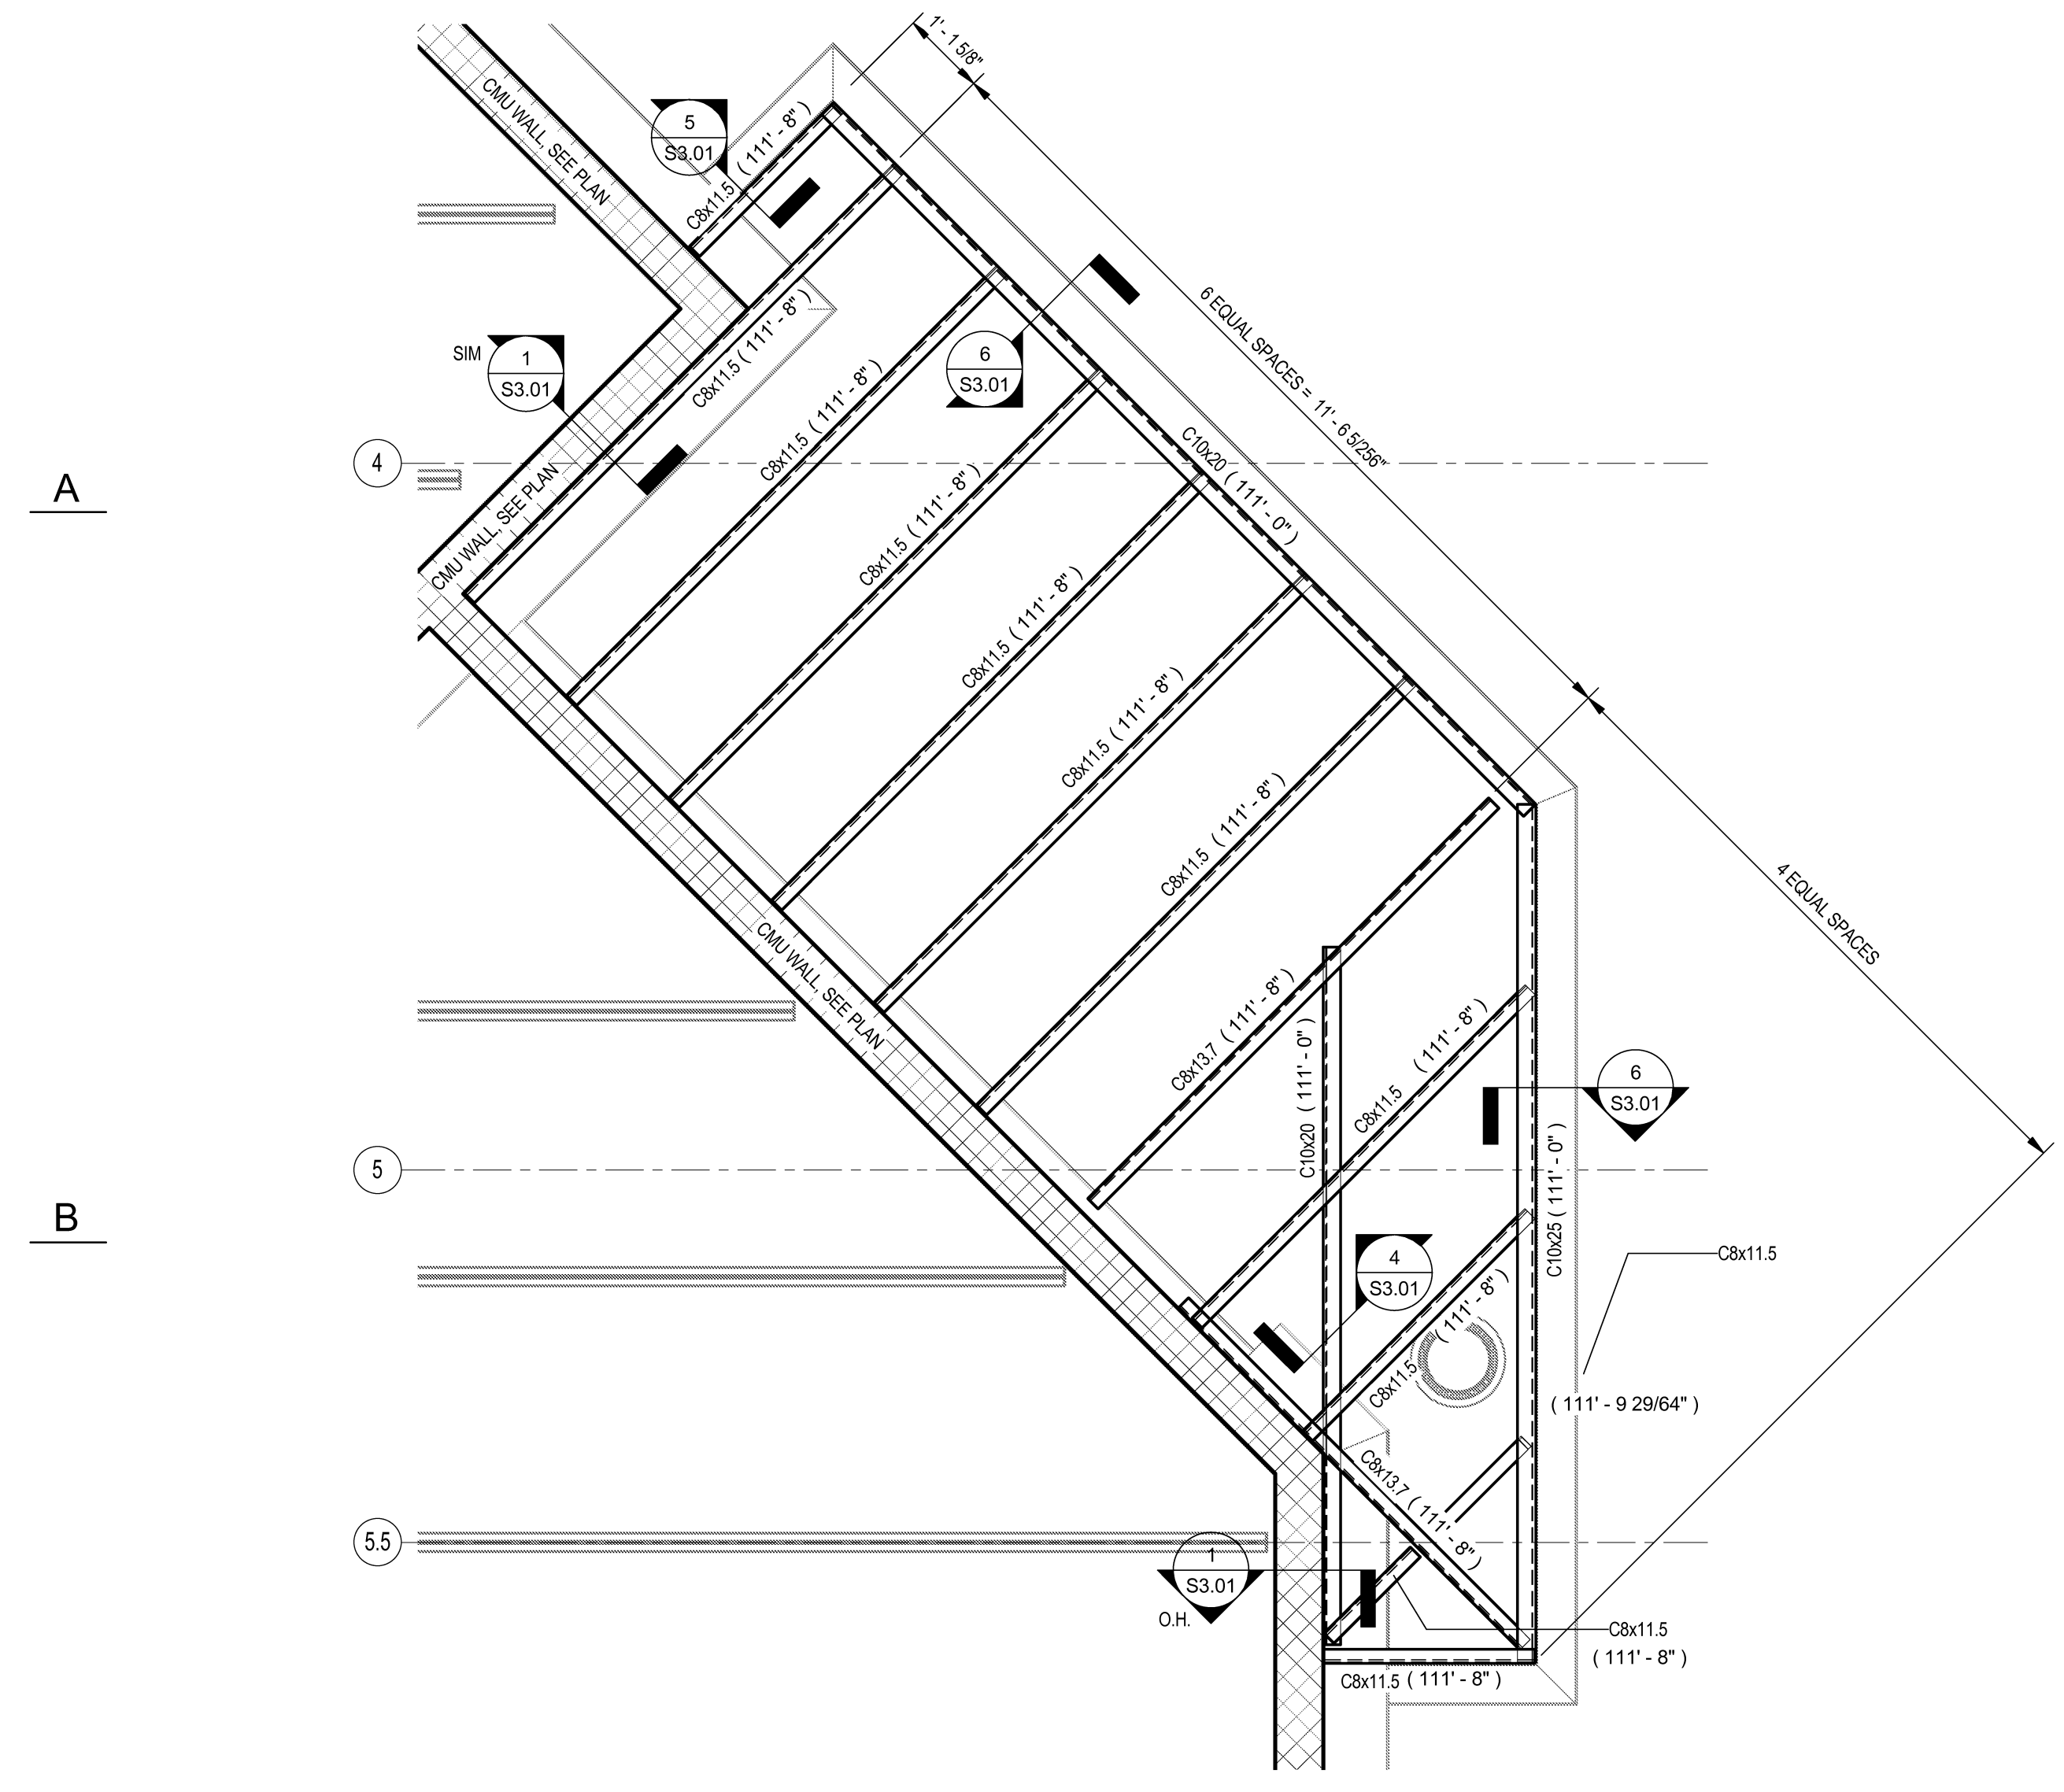 1' - 1 5/8"
CMU WALL, SEE PLAN
5
S3.01
C8x11.5 ( 111' - 8" )
SIM
1
S3.01
C8x11.5 ( 111' - 8" )
6
S3.01
6 EQUAL SPACES = 11' - 6 5/256"
C8x11.5 ( 111' - 8" )
C10x20 ( 111' - 0" )
4
A
CMU WALL, SEE PLAN
C8x11.5 ( 111' - 8" )
C8x11.5 ( 111' - 8" )
C8x11.5 ( 111' - 8" )
C8x11.5 ( 111' - 8" )
4 EQUAL SPACES
CMU WALL, SEE PLAN
C8x13.7 ( 111' - 8" )
C10x20 ( 111' - 0" )
C8x11.5 ( 111' - 8" )
6
S3.01
5
B
C10x25 ( 111' - 0" )
4
S3.01
C8x11.5
C8x11.5 ( 111' - 8" )
( 111' - 9 29/64" )
C8x13.7 ( 111' - 8" )
5.5
1
S3.01
O.H.
C8x11.5
( 111' - 8" )
C8x11.5 ( 111' - 8" )